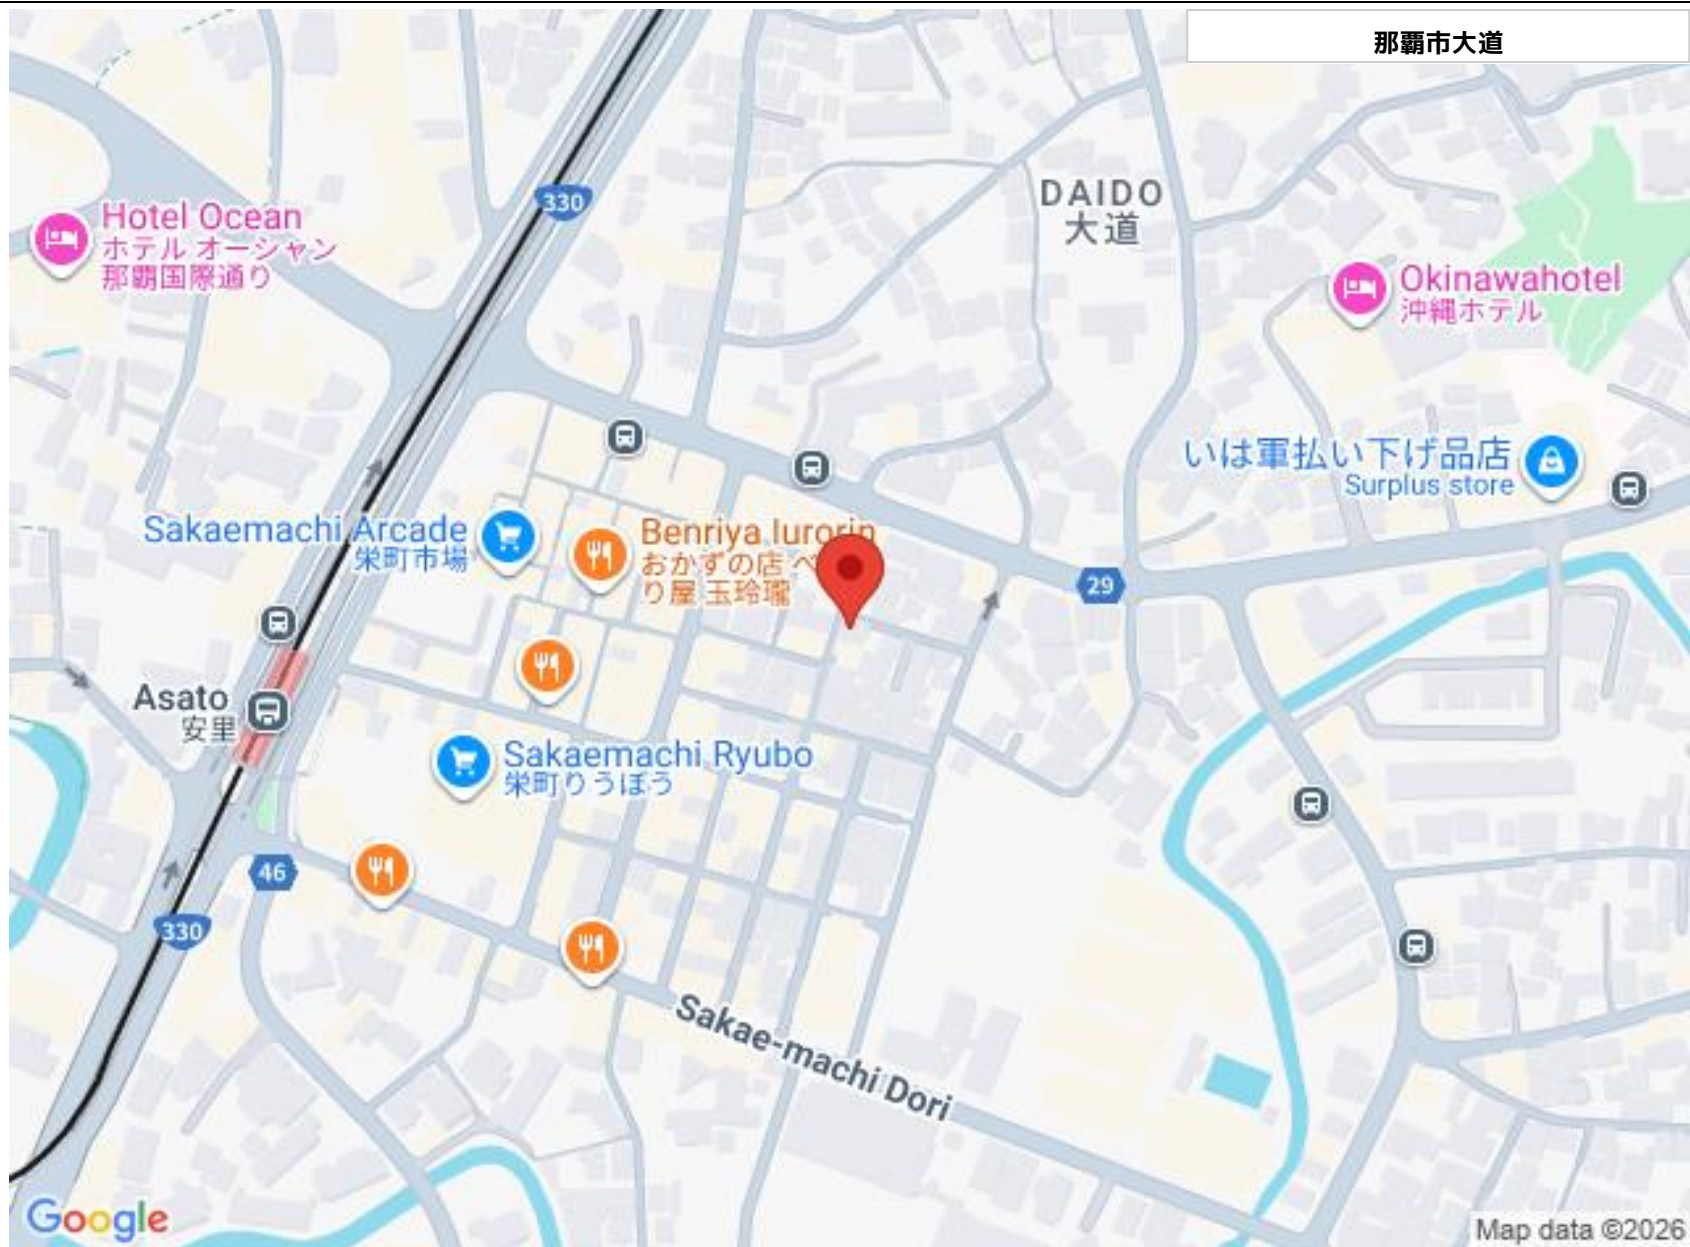 那覇市大道
330
DAIDO
大道
Hotel Ocean
ホテル オーシャン
那覇国際通り
Okinawahotel
沖縄ホテル
いは軍払い下げ品店
Surplus store
Sakaemachi Arcade
栄町市場
Benriya Iurorin
おかずの店 べ
り屋 玉玲瓏
29
Asato
安里
Sakaemachi Ryubo
栄町りうぼう
46
330
Sakae-machi Dori
Google
Map data ©2026